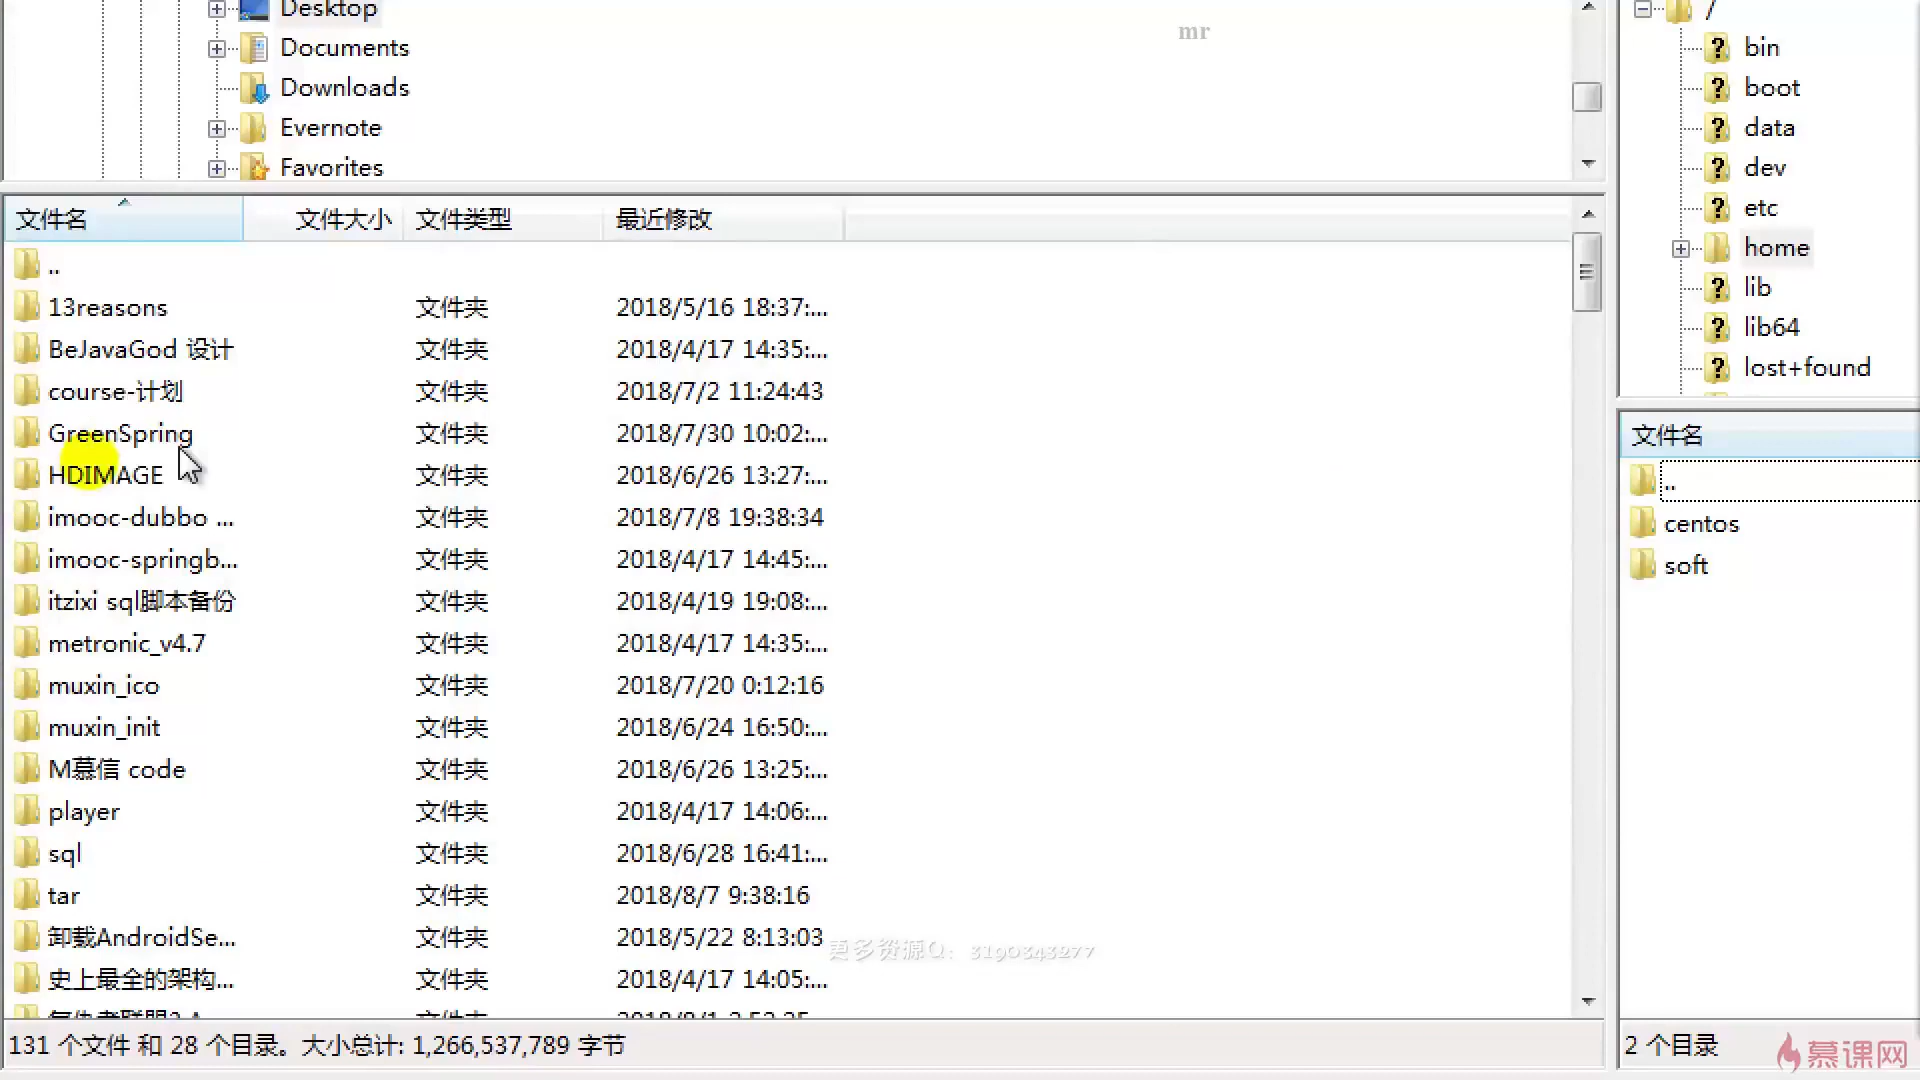 Desktop
Documents
Downloads
Evernote
Favorites
mr
文件名 文件大小 文件类型 最近修改
..
13reasons 文件夹 2018/5/16 18:37:...
BeJavaGod 设计 文件夹 2018/4/17 14:35:...
course-计划 文件夹 2018/7/2 11:24:43
GreenSpring 文件夹 2018/7/30 10:02:...
HDIMAGE 文件夹 2018/6/26 13:27:...
imooc-dubbo ... 文件夹 2018/7/8 19:38:34
imooc-springb... 文件夹 2018/4/17 14:45:...
itzixi sql脚本备份 文件夹 2018/4/19 19:08:...
metronic_v4.7 文件夹 2018/4/17 14:35:...
muxin_ico 文件夹 2018/7/20 0:12:16
muxin_init 文件夹 2018/6/24 16:50:...
M慕信 code 文件夹 2018/6/26 13:25:...
player 文件夹 2018/4/17 14:06:...
sql 文件夹 2018/6/28 16:41:...
tar 文件夹 2018/8/7 9:38:16
卸载AndroidSe... 文件夹 2018/5/22 8:13:03
更多资源Q: 3190343277
史上最全的架构... 文件夹 2018/4/17 14:05:...
131 个文件 和 28 个目录。大小总计: 1,266,537,789 字节
/
bin
boot
data
dev
etc
home
lib
lib64
lost+found
文件名
..
centos
soft
2 个目录
慕课网